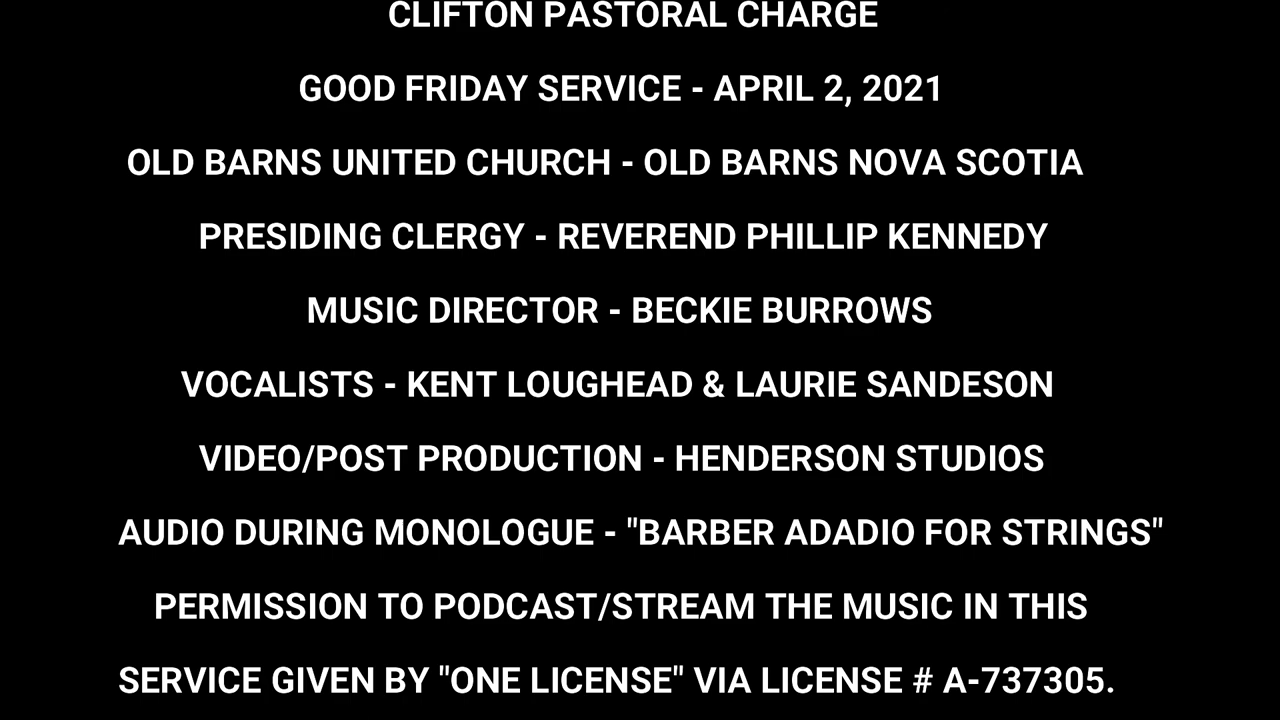 CLIFTON PASTORAL CHARGE
GOOD FRIDAY SERVICE - APRIL 2, 2021
OLD BARNS UNITED CHURCH - OLD BARNS NOVA SCOTIA
PRESIDING CLERGY - REVEREND PHILLIP KENNEDY
MUSIC DIRECTOR - BECKIE BURROWS
VOCALISTS - KENT LOUGHEAD & LAURIE SANDESON
VIDEO/POST PRODUCTION - HENDERSON STUDIOS
AUDIO DURING MONOLOGUE - "BARBER ADADIO FOR STRINGS"
PERMISSION TO PODCAST/STREAM THE MUSIC IN THIS
SERVICE GIVEN BY "ONE LICENSE" VIA LICENSE # A-737305.